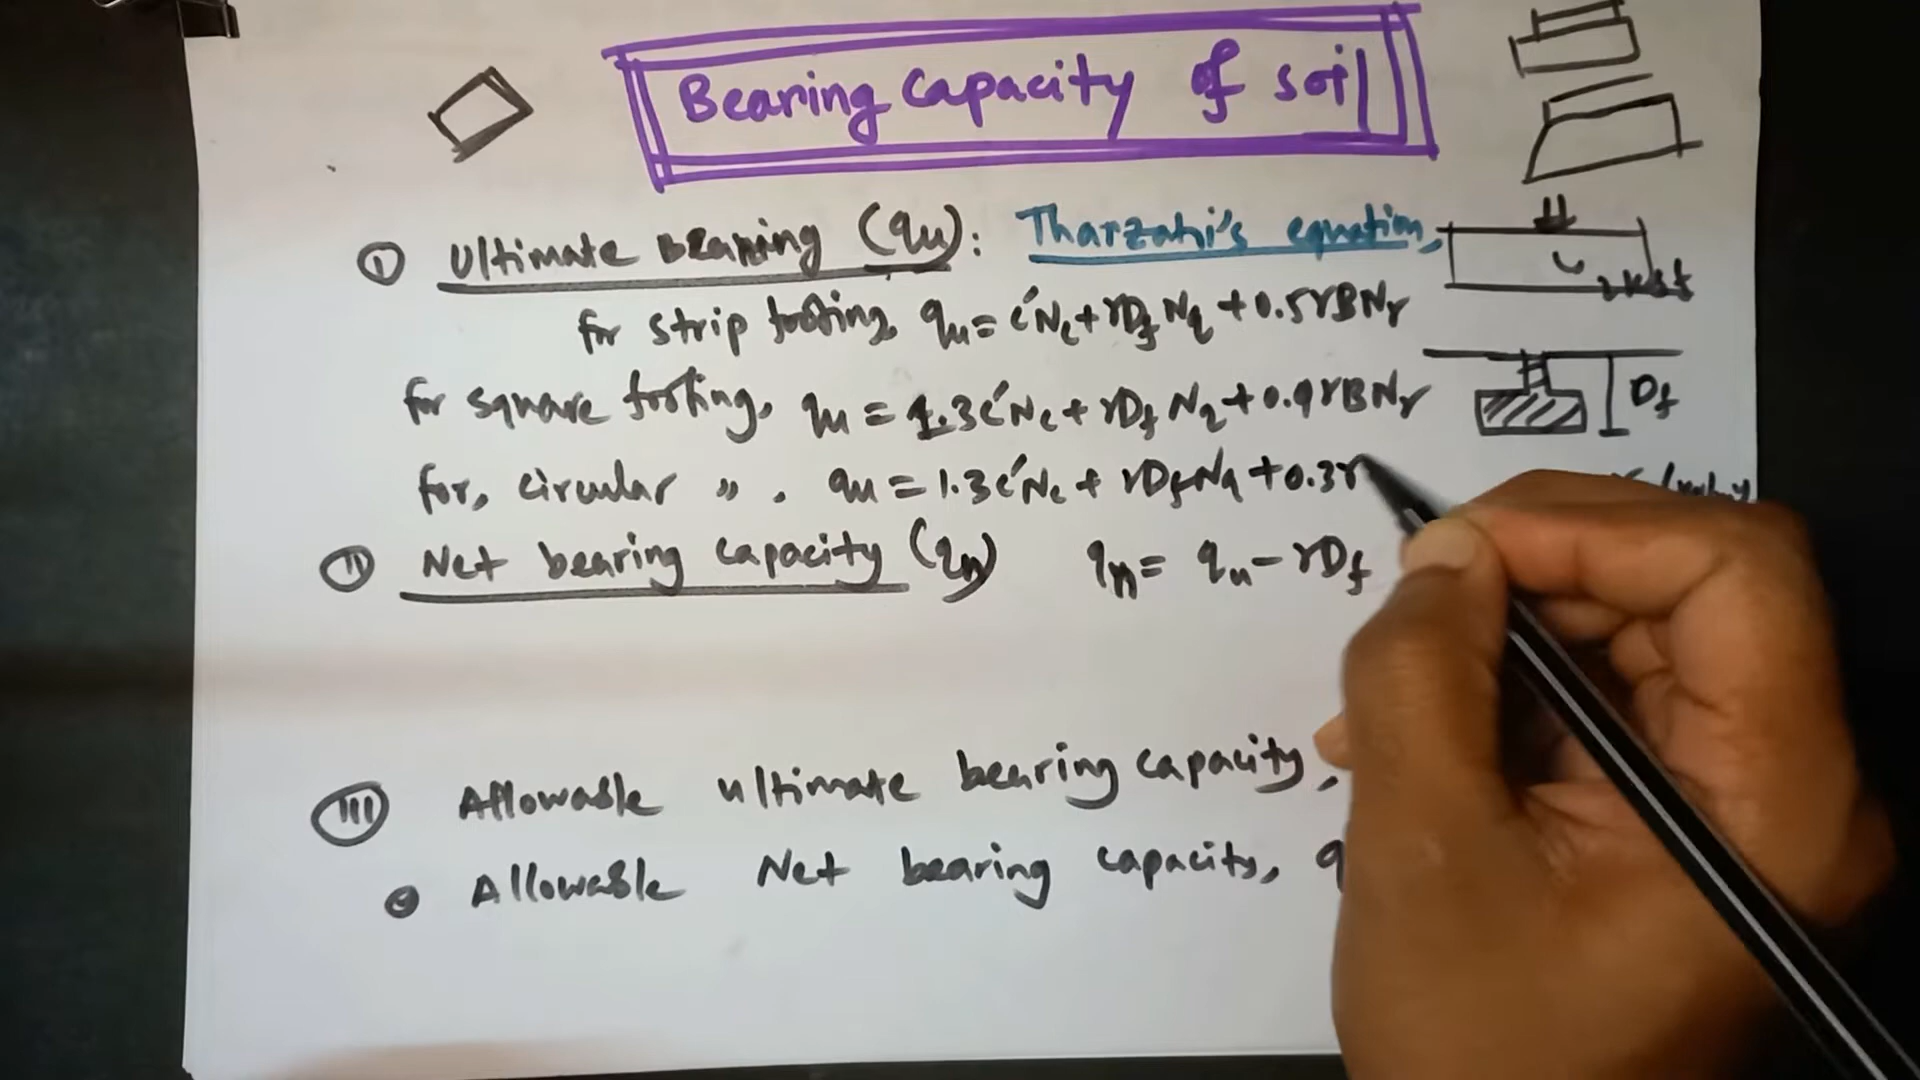 Bearing capacity of soil
① Ultimate Bearing (qu): Tharzahi's equation,
for strip footing, qu = c′Nc + γDf Nq + 0.5γBNγ
for square footing, qu = 1.3c′Nc + γDf Nq + 0.4γBNγ
for, circular ,, , qu = 1.3c′Nc + γDfNq + 0.3γ
Df
Ⅱ Net bearing capacity (qn) qn = qu - γDf
Ⅲ Allowable ultimate bearing capacity,
Allowable Net bearing capacity, q